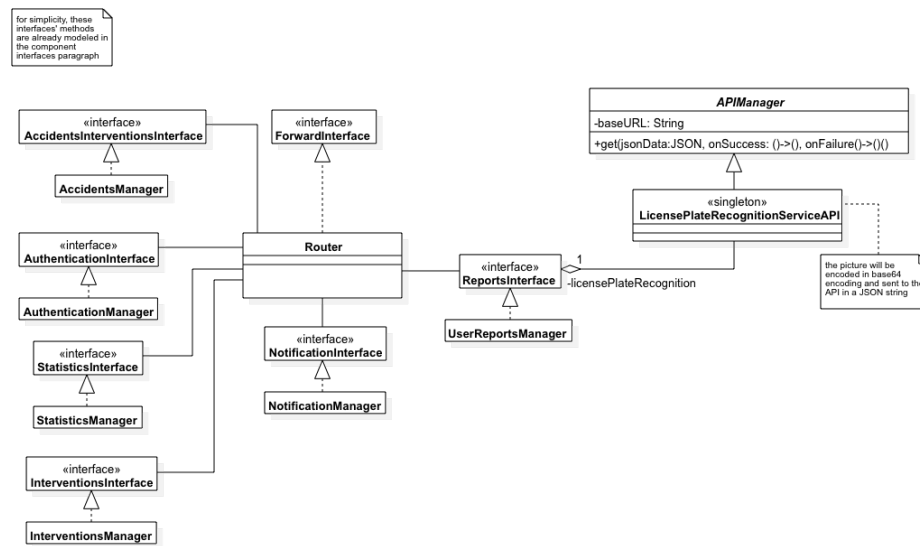 for simplicity, these
interfaces' methods
are already modeled in
the component
interfaces paragraph
«interface»
AccidentsInterventionsInterface
AccidentsManager
«interface»
ForwardInterface
APIManager
-baseURL: String
+get(jsonData:JSON, onSuccess: ()->(), onFailure()->()()
«singleton»
LicensePlateRecognitionServiceAPI
the picture will be
encoded in base64
encoding and sent to the
API in a JSON string
«interface»
AuthenticationInterface
AuthenticationManager
Router
«interface»
ReportsInterface
1
-licensePlateRecognition
UserReportsManager
«interface»
StatisticsInterface
StatisticsManager
«interface»
NotificationInterface
NotificationManager
«interface»
InterventionsInterface
InterventionsManager